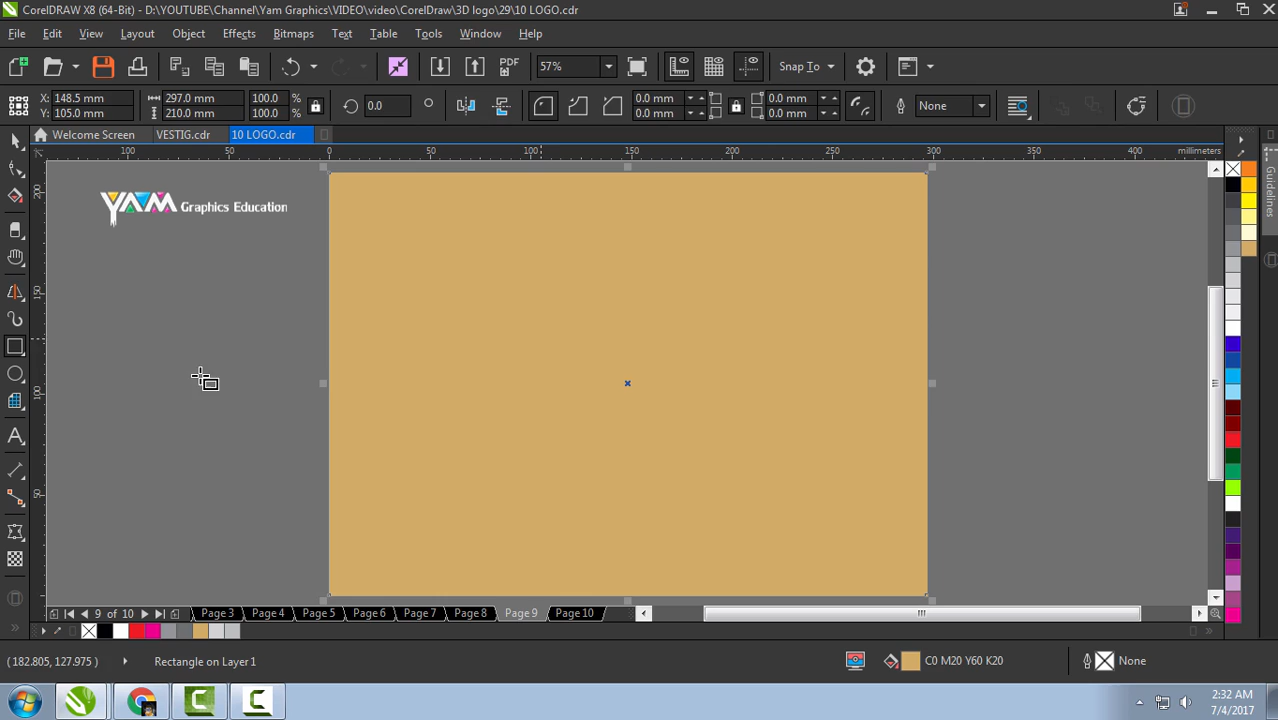 CorelDRAW X8 (64-Bit) - D:\YOUTUBE\Channel\Yam Graphics\VIDEO\video\CorelDraw\3D logo\29\10 LOGO.cdr
File Edit View Layout Object Effects Bitmaps Text Table Tools Window Help
PDF 57% Snap To
X: 148.5 mm 297.0 mm 100.0 % 0.0 0.0 mm 0.0 mm None
Y: 105.0 mm 210.0 mm 100.0 % 0.0 mm 0.0 mm
Welcome Screen VESTIG.cdr 10 LOGO.cdr
100 50 0 50 100 150 200 250 300 350 400 millimeters
200
150
100
50
YAM Graphics Education
Guidelines
9 of 10 Page 3 Page 4 Page 5 Page 6 Page 7 Page 8 Page 9 Page 10
(182.805, 127.975 ) Rectangle on Layer 1 C0 M20 Y60 K20 None
2:32 AM
7/4/2017